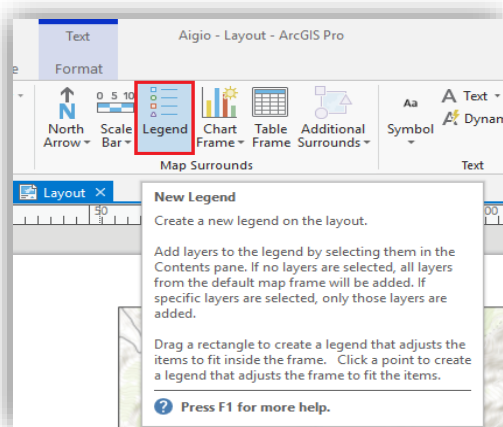 Text
Aigio - Layout - ArcGIS Pro
Format
0 5 10
N
Aa
A Text
Dynan
North Arrow
Scale Bar
Legend
Chart Frame
Table Frame
Additional Surrounds
Symbol
Map Surrounds
Text
Layout
50
New Legend
Create a new legend on the layout.
Add layers to the legend by selecting them in the
Contents pane. If no layers are selected, all layers
from the default map frame will be added. If
specific layers are selected, only those layers are
added.
Drag a rectangle to create a legend that adjusts the
items to fit inside the frame. Click a point to create
a legend that adjusts the frame to fit the items.
Press F1 for more help.